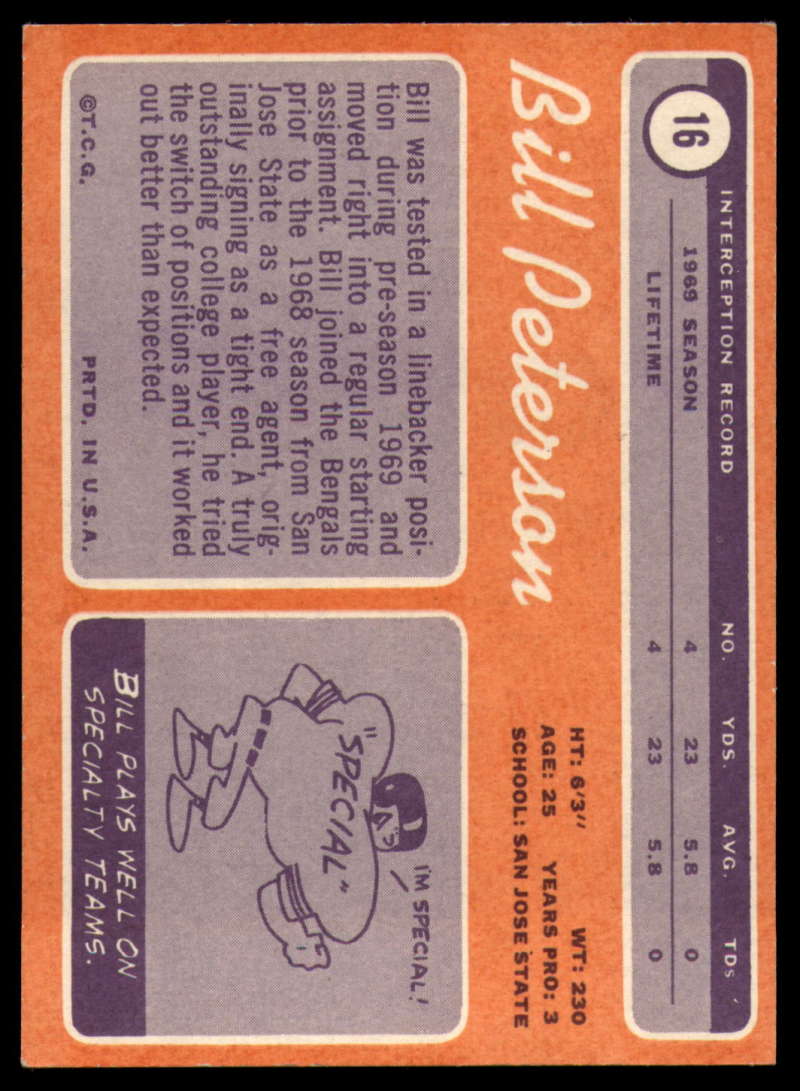 16
INTERCEPTION RECORD NO. YDS. AVG. TDs
1969 SEASON 4 23 5.8 0
LIFETIME 4 23 5.8 0
Bill Peterson
HT: 6'3" WT: 230
AGE: 25 YEARS PRO: 3
SCHOOL: SAN JOSE STATE
Bill was tested in a linebacker posi-
tion during pre-season 1969 and
moved right into a regular starting
assignment. Bill joined the Bengals
prior to the 1968 season from San
Jose State as a free agent, orig-
inally signing as a tight end. A truly
outstanding college player, he tried
the switch of positions and it worked
out better than expected.
©T.C.G. PRTD. IN U.S.A.
I'M SPECIAL!
"SPECIAL"
BILL PLAYS WELL ON
SPECIALTY TEAMS.